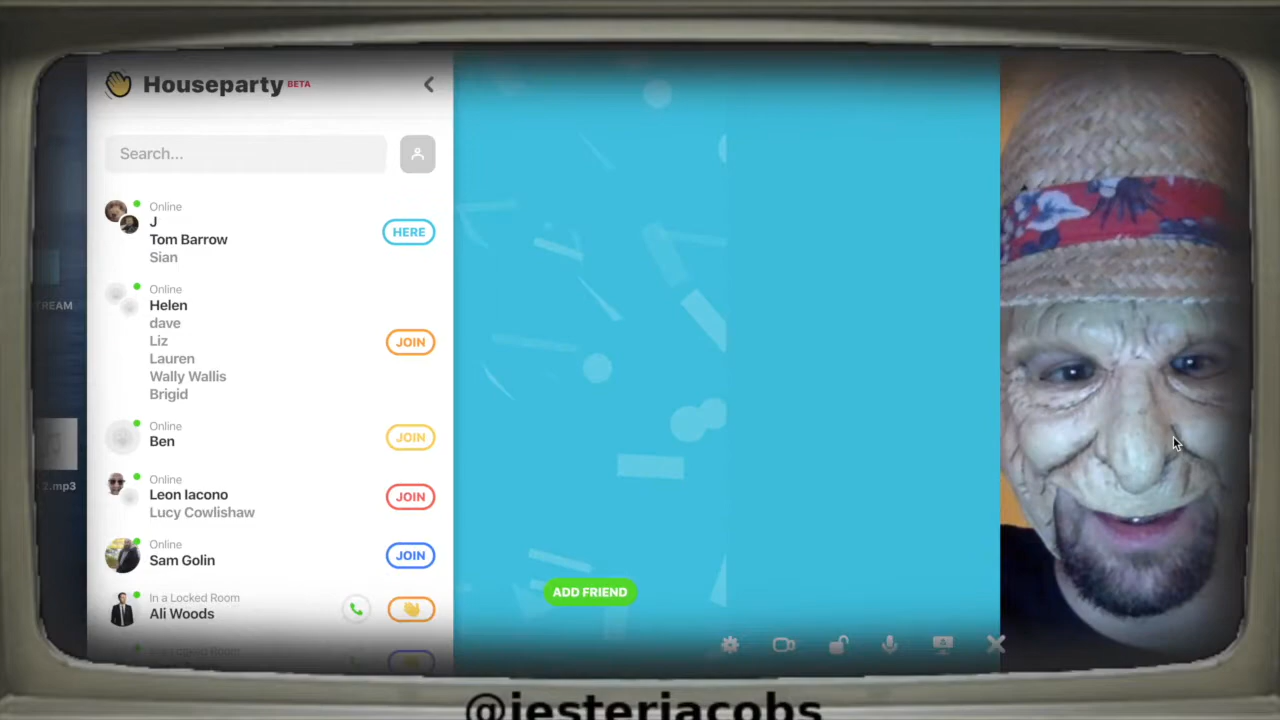 Houseparty BETA
Search...
Online
J
Tom Barrow
Sian
HERE
Online
Helen
dave
Liz
Lauren
Wally Wallis
Brigid
JOIN
Online
Ben
JOIN
Online
Leon Iacono
Lucy Cowlishaw
JOIN
Online
Sam Golin
JOIN
In a Locked Room
Ali Woods
ADD FRIEND
2.mp3
@jesterjacobs